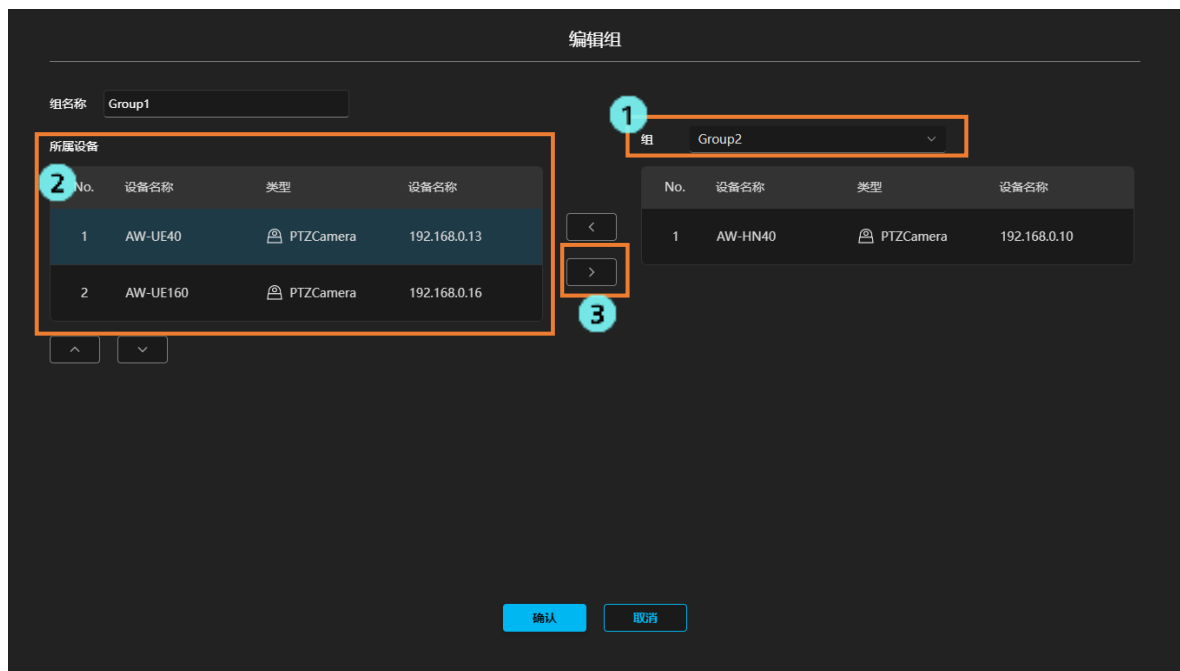 编辑组
组名称 Group1
1
组 Group2
所属设备
2
No. 设备名称 类型 设备名称
1 AW-UE40 PTZCamera 192.168.0.13
2 AW-UE160 PTZCamera 192.168.0.16
No. 设备名称 类型 设备名称
1 AW-HN40 PTZCamera 192.168.0.10
<
>
3
确认 取消